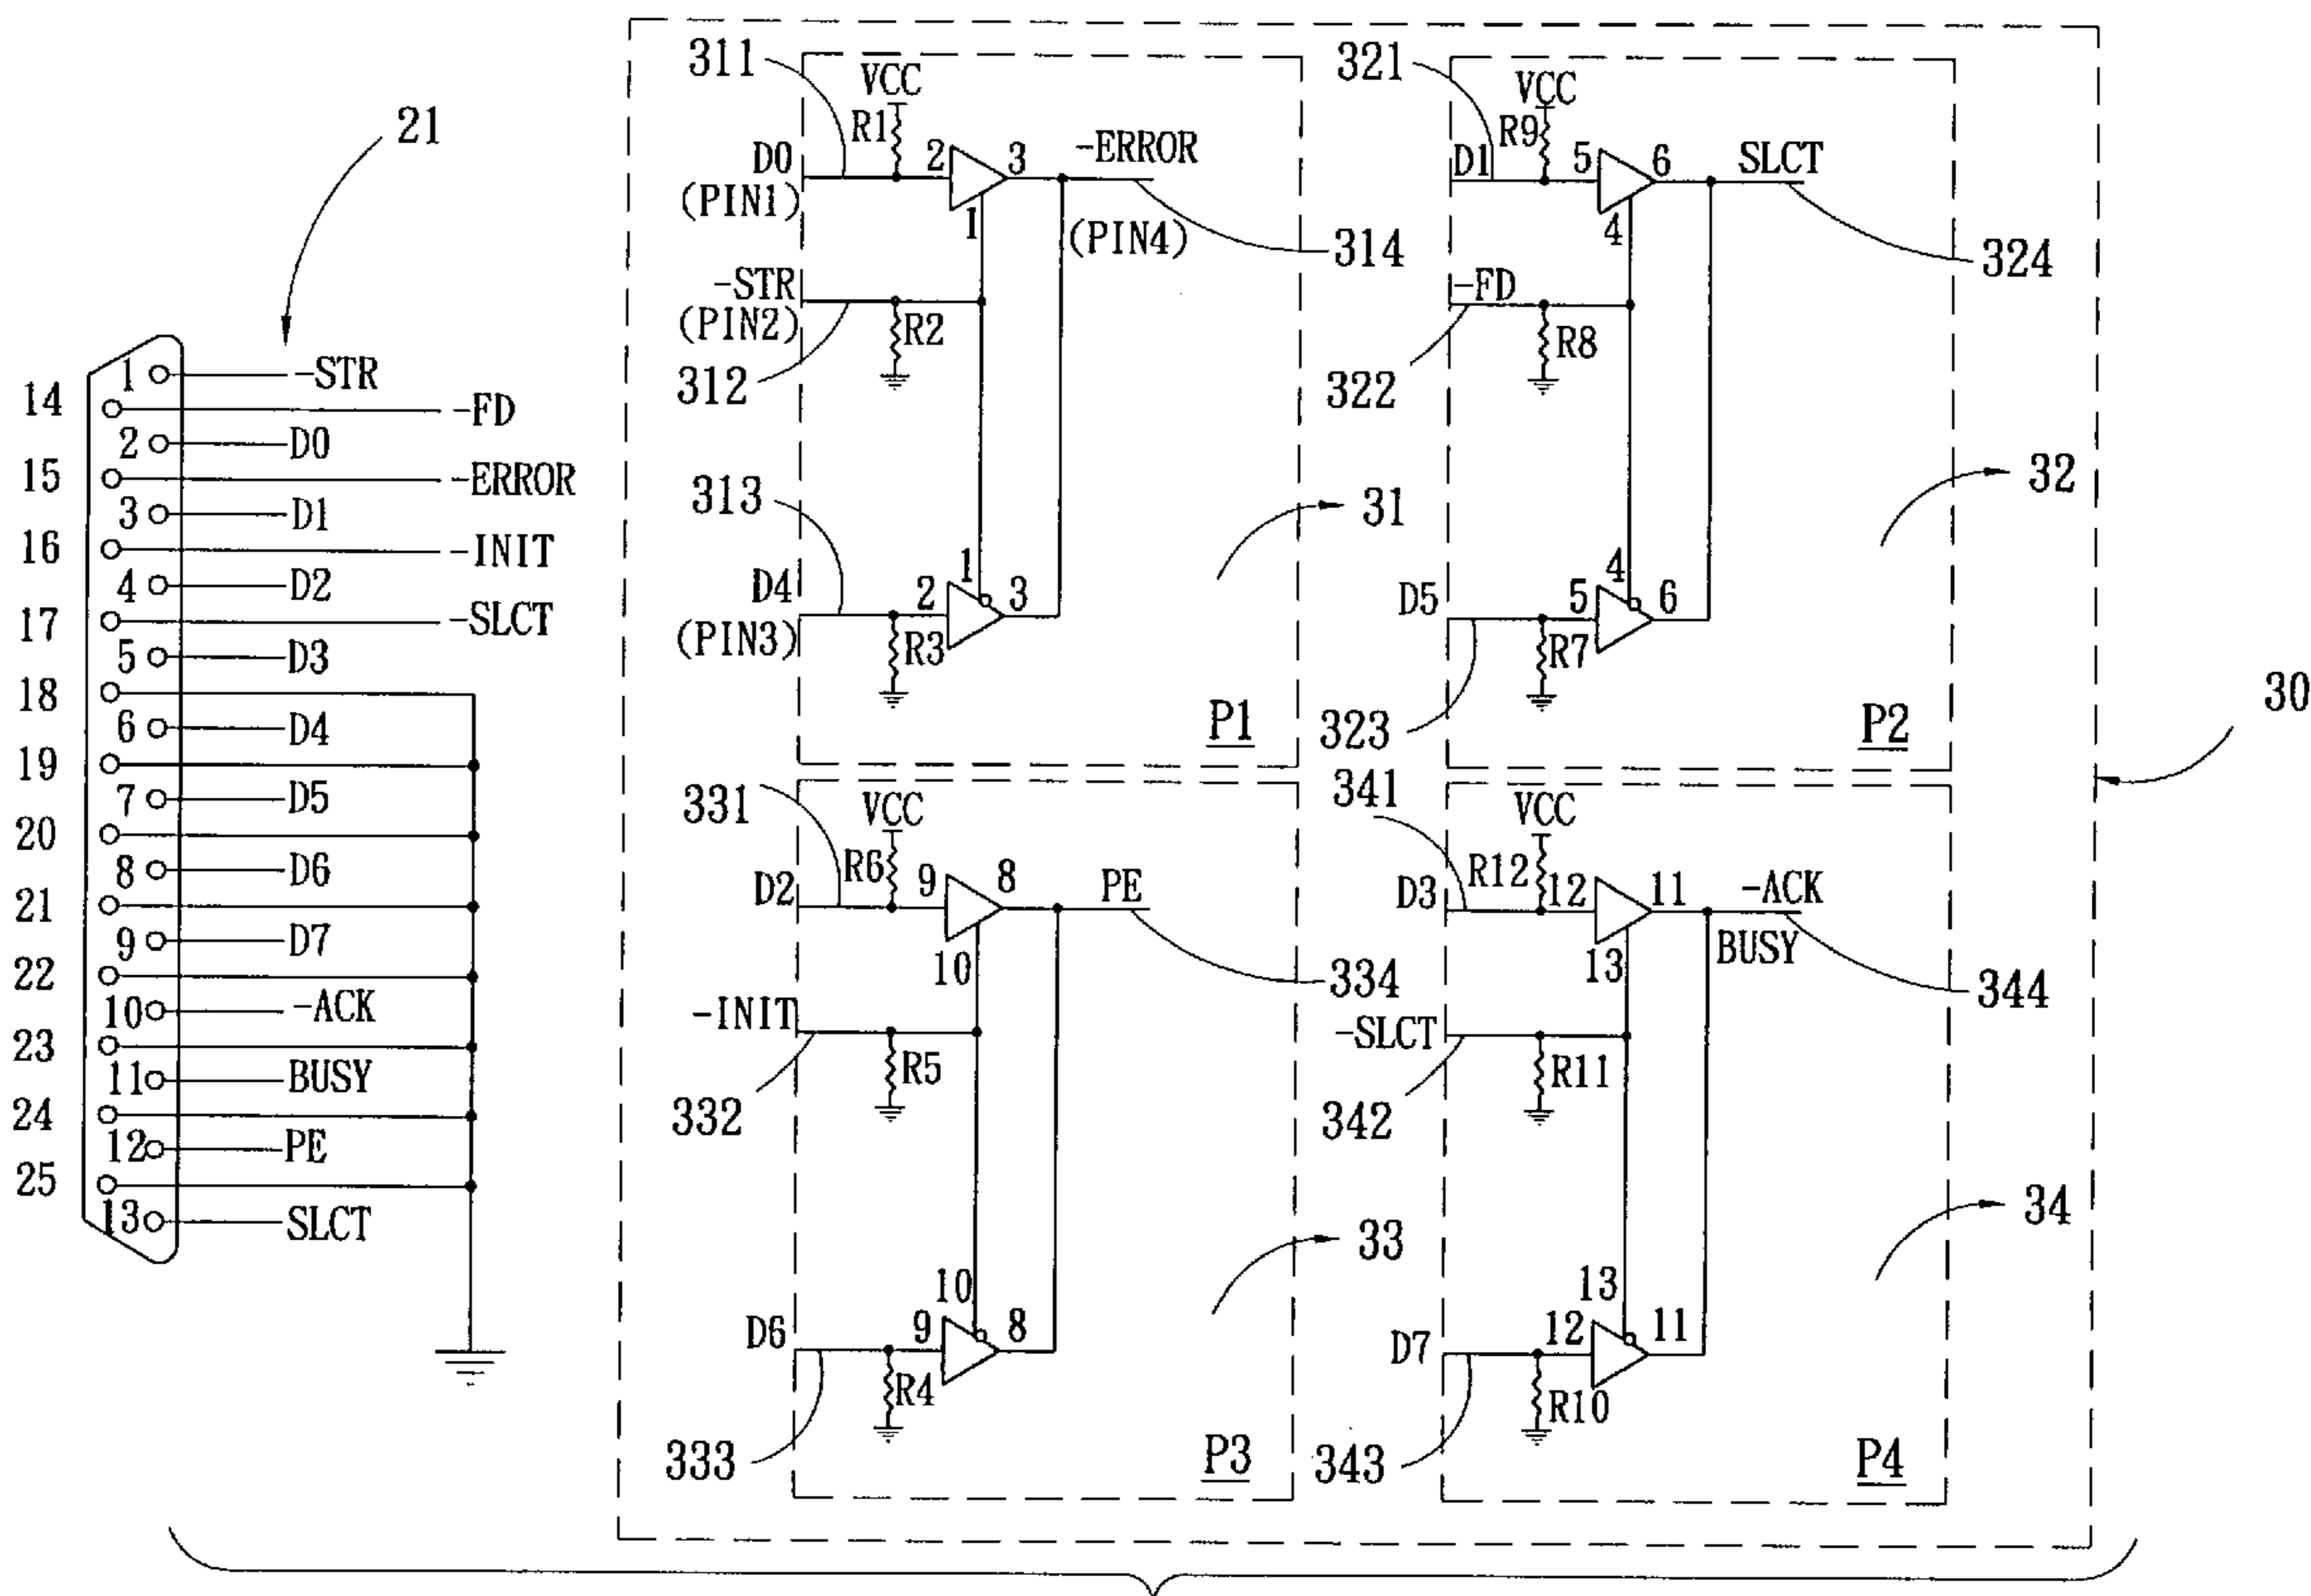 21
1 -STR
14 -FD
2 D0
15 -ERROR
3 D1
16 -INIT
4 D2
17 -SLCT
5 D3
18
6 D4
19
7 D5
20
8 D6
21
9 D7
22
10 -ACK
23
11 BUSY
24
12 PE
25
13 SLCT
30
311
VCC
R1
D0
(PIN1)
2
3
1
-ERROR
(PIN4)
314
-STR
(PIN2)
R2
312
313
31
D4
(PIN3)
2
1
3
R3
P1
321
VCC
R9
D1
5
6
4
SLCT
324
-FD
R8
322
32
D5
5
4
6
R7
323
P2
331
VCC
R6
D2
9
8
10
PE
334
-INIT
R5
332
33
D6
9
10
8
R4
333
P3
341
VCC
R12
D3
12
11
13
-ACK
BUSY
344
-SLCT
R11
342
34
D7
12
13
11
R10
343
P4